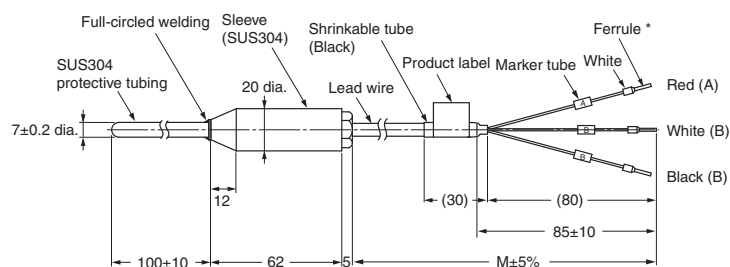 Full-circled welding
Sleeve
(SUS304)
Shrinkable tube
(Black)
Ferrule *
SUS304
protective tubing
Product label
Marker tube
White
20 dia.
Lead wire
Red (A)
A
7±0.2 dia.
B
White (B)
B
Black (B)
12
(30)
(80)
85±10
100±10
62
5
M±5%